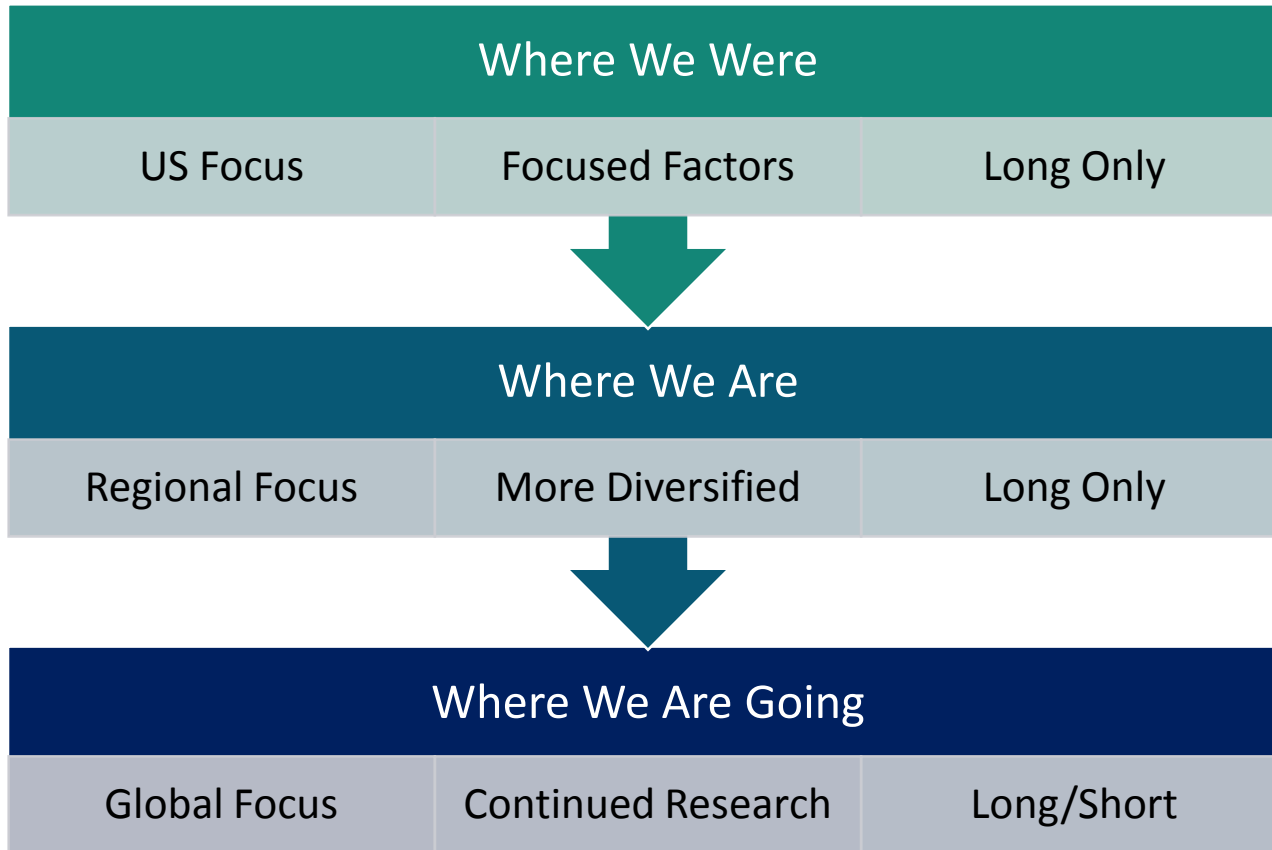 Where We Were
US Focus
Focused Factors
Long Only
Where We Are
Regional Focus
More Diversified
Long Only
Where We Are Going
Global Focus
Continued Research
Long/Short